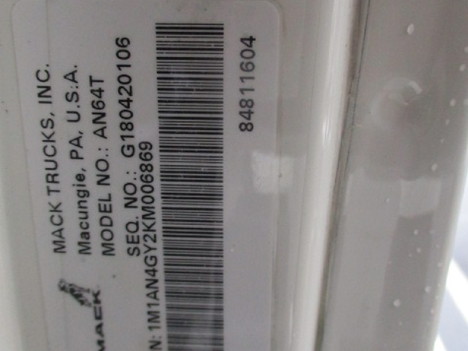 MACK TRUCKS, INC.
Macungie, PA, U.S.A.
MODEL NO.: AN64T
SEQ. NO.: G180420106
MACK
N: 1M1AN4GY2KM006869
84811604